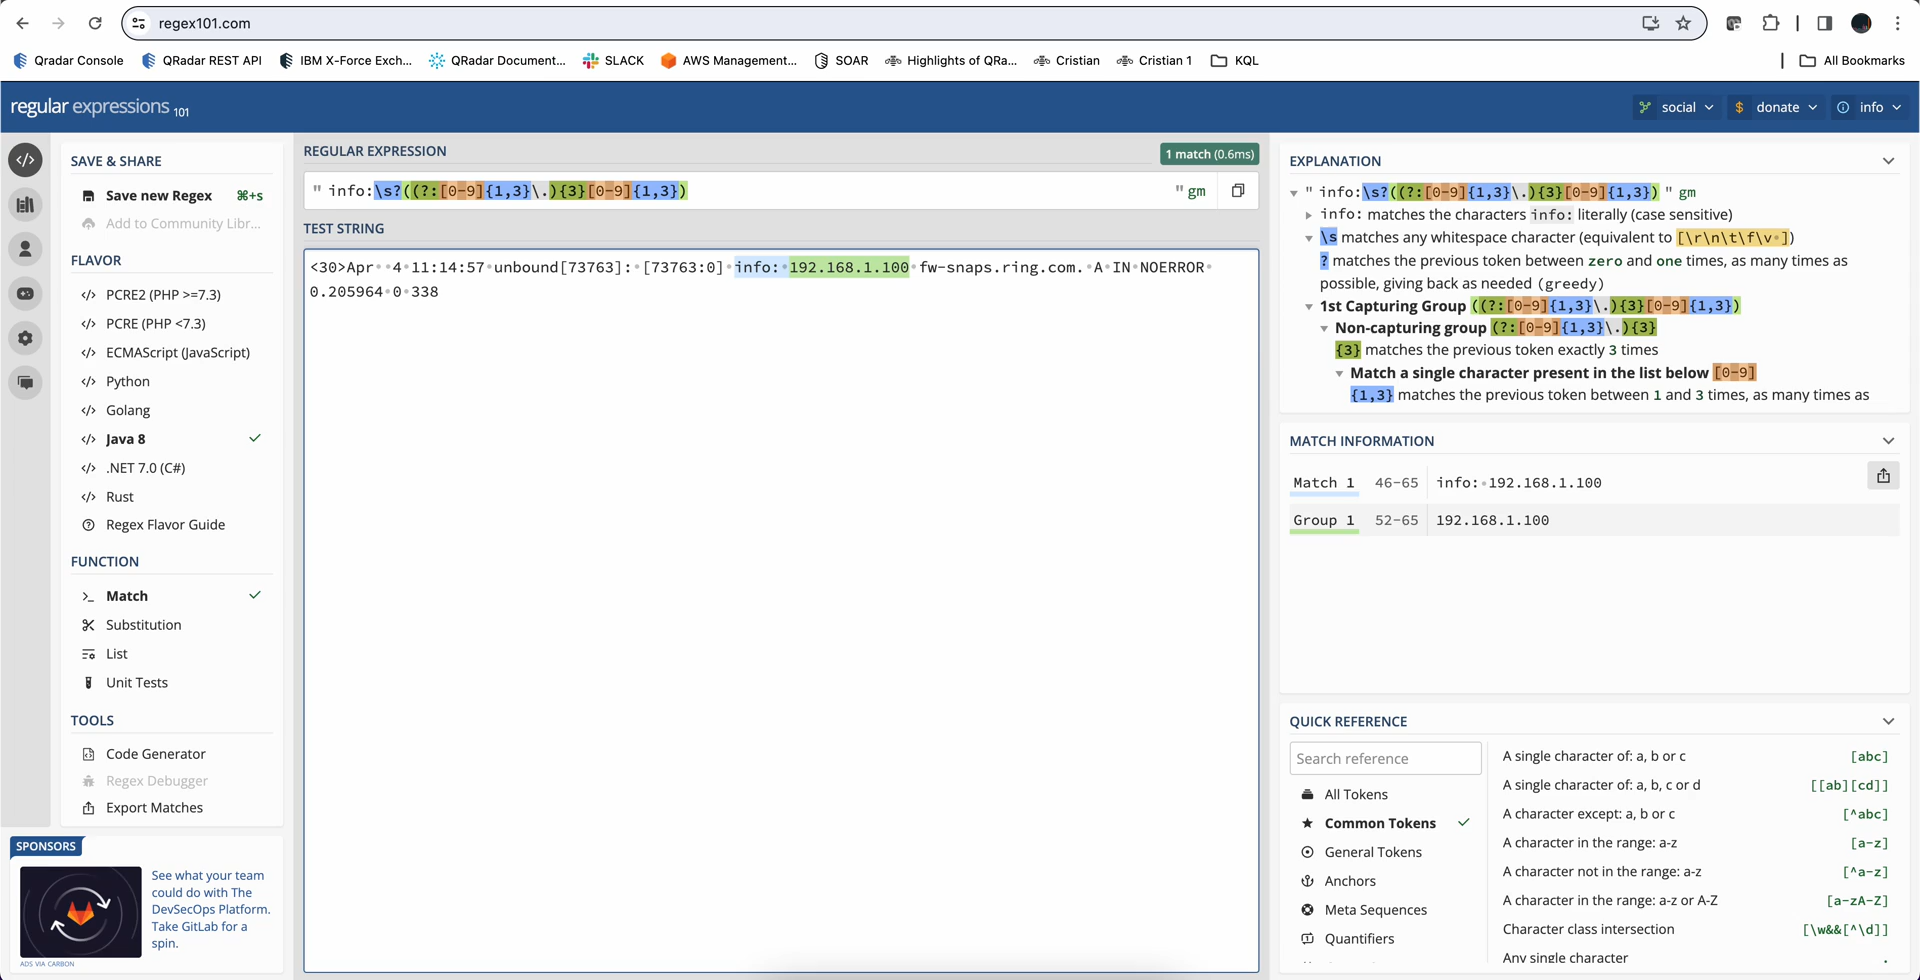 regex101.com
Qradar Console
QRadar REST API
IBM X-Force Exch...
QRadar Document...
SLACK
AWS Management...
SOAR
Highlights of QRa...
Cristian
Cristian 1
KQL
All Bookmarks
regular expressions 101
social
$ donate
info
SAVE & SHARE
Save new Regex ⌘+s
Add to Community Libr...
FLAVOR
</> PCRE2 (PHP >=7.3)
</> PCRE (PHP <7.3)
</> ECMAScript (JavaScript)
</> Python
</> Golang
</> Java 8
</> .NET 7.0 (C#)
</> Rust
Regex Flavor Guide
FUNCTION
Match
Substitution
List
Unit Tests
TOOLS
Code Generator
Regex Debugger
Export Matches
SPONSORS
See what your team
could do with The
DevSecOps Platform.
Take GitLab for a
spin.
ADS VIA CARBON
REGULAR EXPRESSION
1 match (0.6ms)
" info:\s?((?:[0-9]{1,3}\.){3}[0-9]{1,3}) " gm
TEST STRING
<30>Apr··4·11:14:57·unbound[73763]:·[73763:0]·info:·192.168.1.100·fw-snaps.ring.com.·A·IN·NOERROR·
0.205964·0·338
EXPLANATION
" info:\s?((?:[0-9]{1,3}\.){3}[0-9]{1,3}) " gm
info: matches the characters info: literally (case sensitive)
\s matches any whitespace character (equivalent to [\r\n\t\f\v·])
? matches the previous token between zero and one times, as many times as
possible, giving back as needed (greedy)
1st Capturing Group ((?:[0-9]{1,3}\.){3}[0-9]{1,3})
Non-capturing group (?:[0-9]{1,3}\.){3}
{3} matches the previous token exactly 3 times
Match a single character present in the list below [0-9]
{1,3} matches the previous token between 1 and 3 times, as many times as
MATCH INFORMATION
Match 1 46-65 info:·192.168.1.100
Group 1 52-65 192.168.1.100
QUICK REFERENCE
Search reference
All Tokens
Common Tokens
General Tokens
Anchors
Meta Sequences
Quantifiers
A single character of: a, b or c [abc]
A single character of: a, b, c or d [[ab][cd]]
A character except: a, b or c [^abc]
A character in the range: a-z [a-z]
A character not in the range: a-z [^a-z]
A character in the range: a-z or A-Z [a-zA-Z]
Character class intersection [\w&&[^\d]]
Any single character .